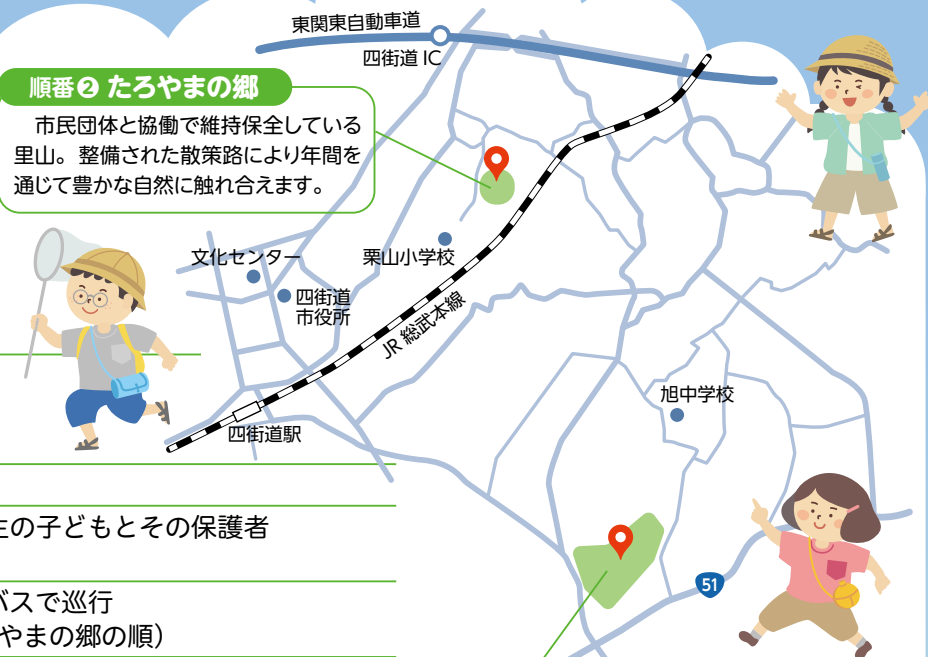 東関東自動車道
四街道 IC
順番❷ たろやまの郷
市民団体と協働で維持保全している
里山。整備された散策路により年間を
通じて豊かな自然に触れ合えます。
文化センター
栗山小学校
四街道
市役所
JR 総武本線
旭中学校
四街道駅
生の子どもとその保護者
バスで巡行
やまの郷の順）
51